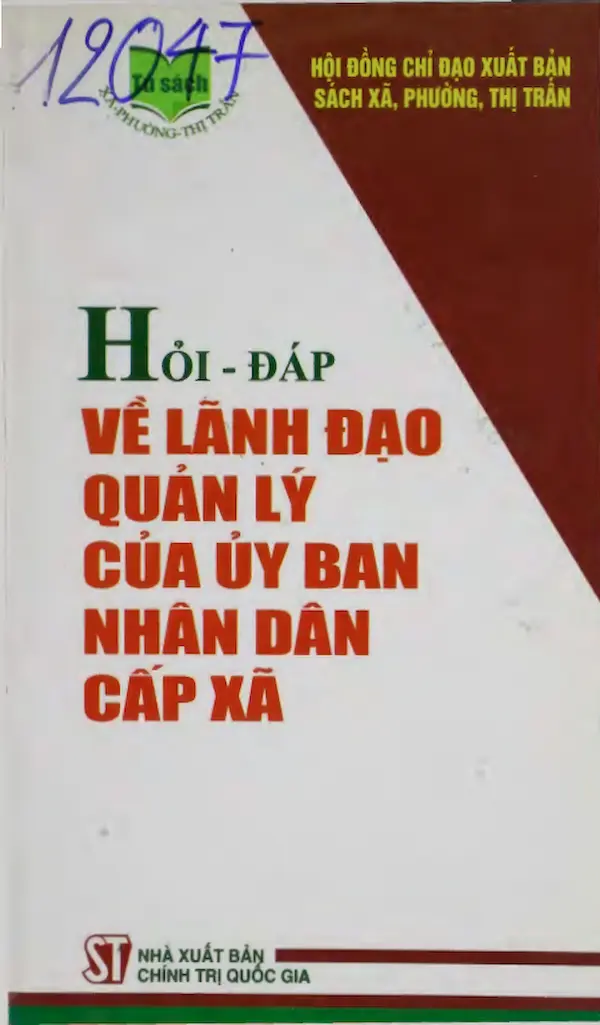 12047
Tủ sách
XÃ-PHƯỜNG-THỊ TRẤN
HỘI ĐỒNG CHỈ ĐẠO XUẤT BẢN
SÁCH XÃ, PHƯỜNG, THỊ TRẤN
HỎI - ĐÁP
VỀ LÃNH ĐẠO
QUẢN LÝ
CỦA ỦY BAN
NHÂN DÂN
CẤP XÃ
ST
NHÀ XUẤT BẢN
CHÍNH TRỊ QUỐC GIA